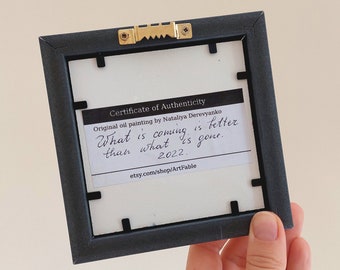 Certificate of Authenticity
Original oil painting by Nataliya Derevyanko
What is coming is better
than what is gone.
2022
etsy.com/shop/ArtFable